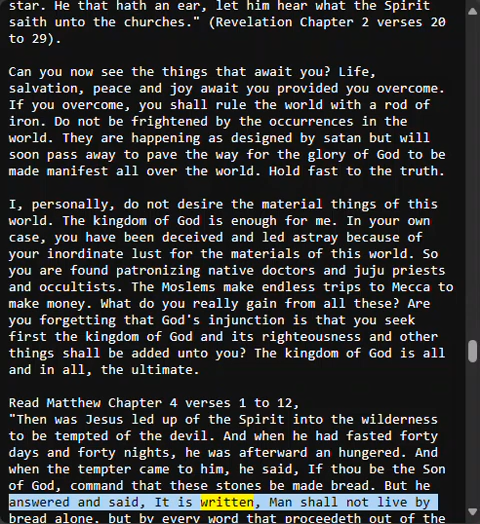 star. He that hath an ear, let him hear what the Spirit
saith unto the churches." (Revelation Chapter 2 verses 20
to 29).

Can you now see the things that await you? Life,
salvation, peace and joy await you provided you overcome.
If you overcome, you shall rule the world with a rod of
iron. Do not be frightened by the occurrences in the
world. They are happening as designed by satan but will
soon pass away to pave the way for the glory of God to be
made manifest all over the world. Hold fast to the truth.

I, personally, do not desire the material things of this
world. The kingdom of God is enough for me. In your own
case, you have been deceived and led astray because of
your inordinate lust for the materials of this world. So
you are found patronizing native doctors and juju priests
and occultists. The Moslems make endless trips to Mecca to
make money. What do you really gain from all these? Are
you forgetting that God's injunction is that you seek
first the kingdom of God and its righteousness and other
things shall be added unto you? The kingdom of God is all
and in all, the ultimate.

Read Matthew Chapter 4 verses 1 to 12,
"Then was Jesus led up of the Spirit into the wilderness
to be tempted of the devil. And when he had fasted forty
days and forty nights, he was afterward an hungered. And
when the tempter came to him, he said, If thou be the Son
of God, command that these stones be made bread. But he
answered and said, It is written, Man shall not live by
bread alone, but by every word that proceedeth out of the